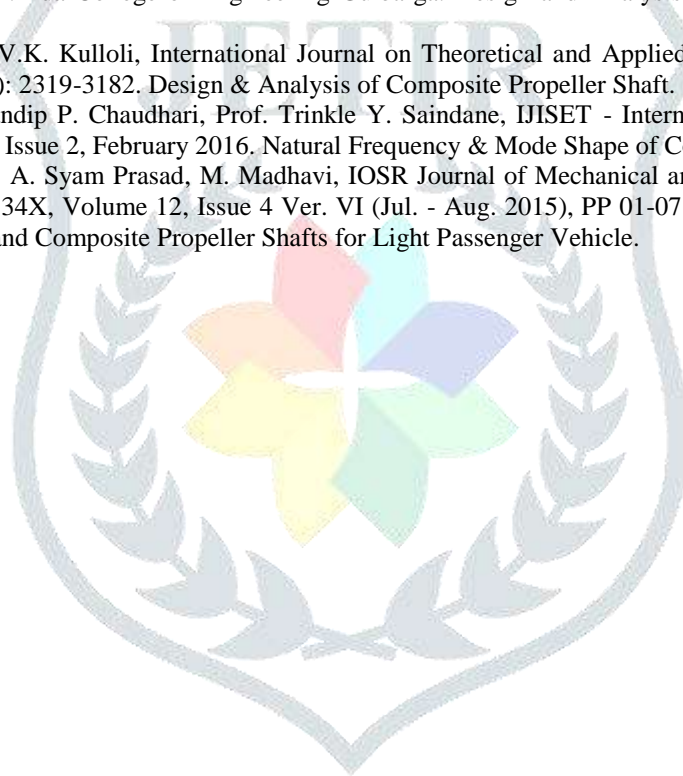 JETIR
V.K. Kulloli, International Journal on Theoretical and Applied
): 2319-3182. Design & Analysis of Composite Propeller Shaft.
ndip P. Chaudhari, Prof. Trinkle Y. Saindane, IJISET - Intern
Issue 2, February 2016. Natural Frequency & Mode Shape of C
A. Syam Prasad, M. Madhavi, IOSR Journal of Mechanical a
34X, Volume 12, Issue 4 Ver. VI (Jul. - Aug. 2015), PP 01-07
nd Composite Propeller Shafts for Light Passenger Vehicle.